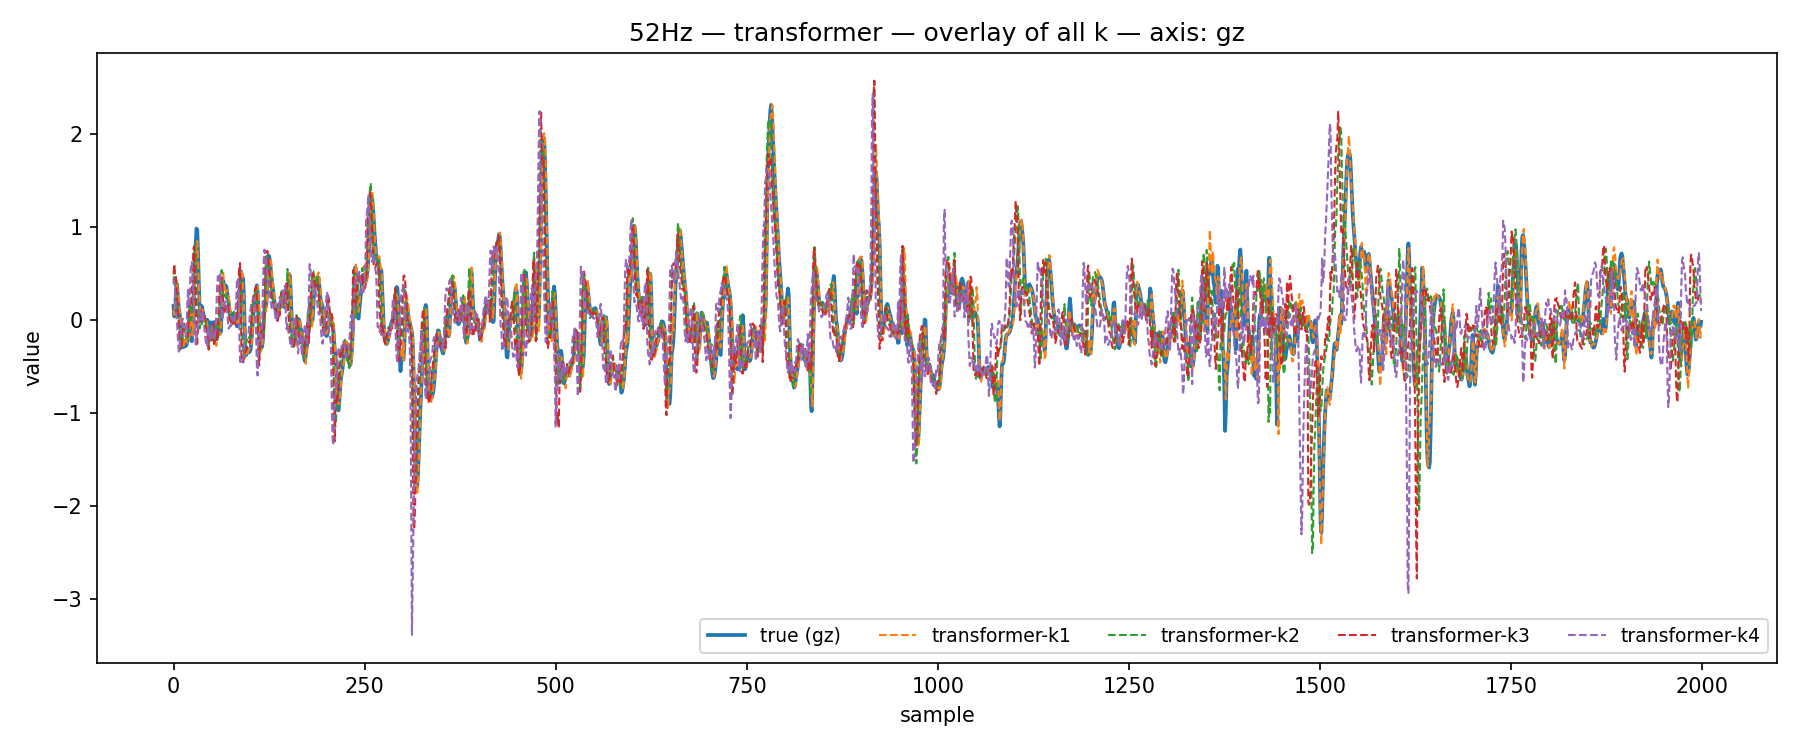 52Hz — transformer — overlay of all k — axis: gz
value
2
1
0
−1
−2
−3
0 250 500 750 1000 1250 1500 1750 2000
sample
true (gz) transformer-k1 transformer-k2 transformer-k3 transformer-k4